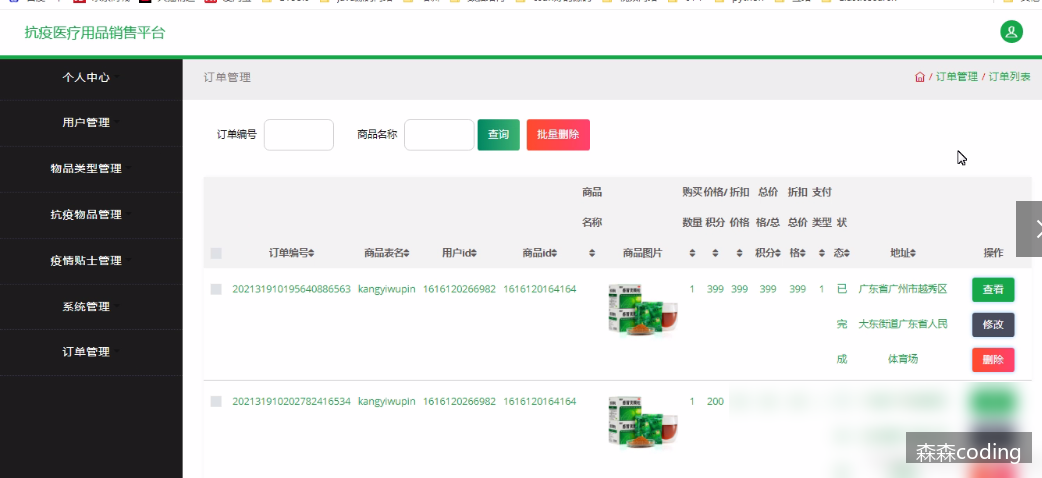 抗疫医疗用品销售平台
个人中心
用户管理
物品类型管理
抗疫物品管理
疫情贴士管理
系统管理
订单管理
订单管理
/ 订单管理 / 订单列表
订单编号 商品名称 查询 批量删除
商品 购买 价格/ 折扣 总价 折扣 支付
名称 数量 积分 价格 格/总 总价 类型 状
订单编号 商品表名 用户id 商品id 商品图片 积分 格 态 地址 操作
202131910195640886563 kangyiwupin 1616120266982 1616120164164 1 399 399 399 399 1 已 广东省广州市越秀区 查看
完 大东街道广东省人民 修改
成 体育场 删除
202131910202782416534 kangyiwupin 1616120266982 1616120164164 1 200
森森coding